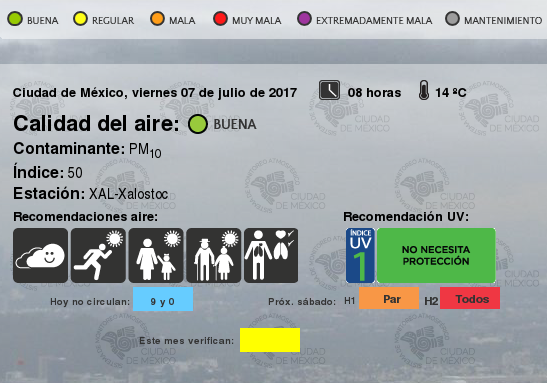 BUENA REGULAR MALA MUY MALA EXTREMADAMENTE MALA MANTENIMIENTO
Ciudad de México, viernes 07 de julio de 2017 08 horas 14 ºC
Calidad del aire: BUENA
Contaminante: PM10
Índice: 50
Estación: XAL-Xalostoc
Recomendaciones aire: Recomendación UV:
ÍNDICE
UV
1
NO NECESITA
PROTECCIÓN
Hoy no circulan: 9 y 0 Próx. sábado: H1 Par H2 Todos
Este mes verifican: